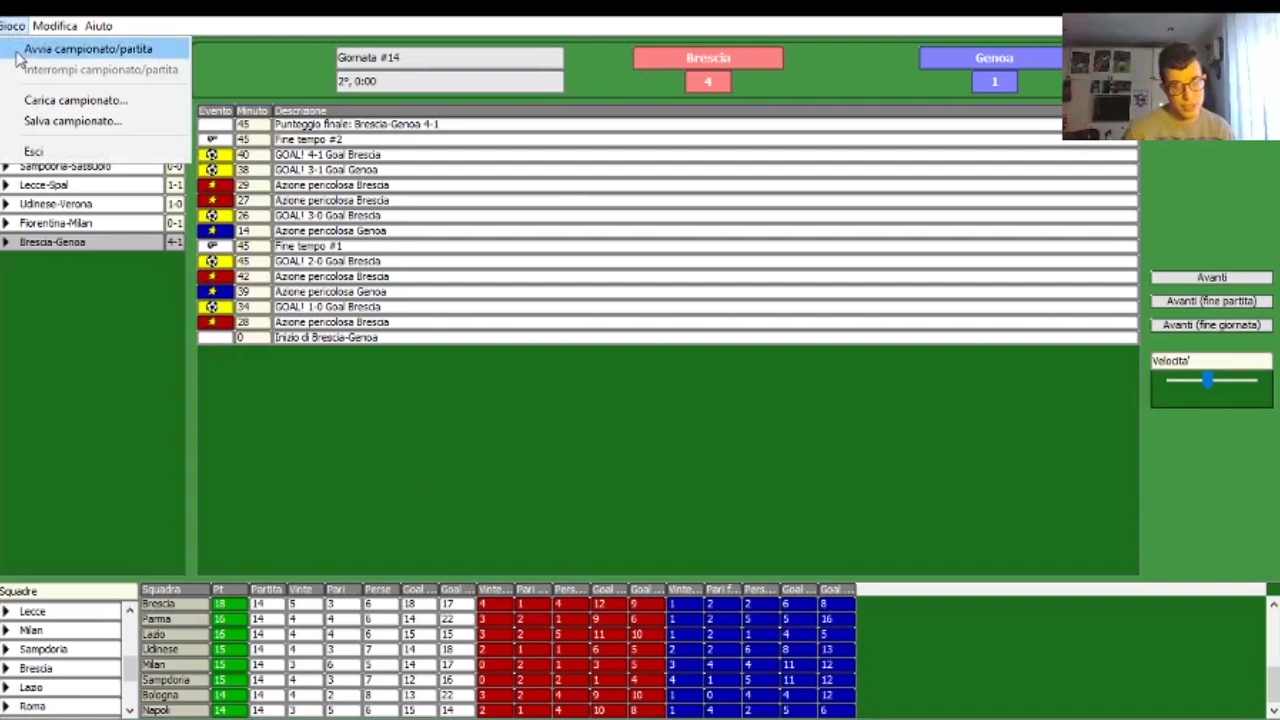 Gioco Modifica Aiuto
Avvia campionato/partita
Interrompi campionato/partita
Carica campionato...
Salva campionato...
Esci
Giornata #14
2°, 0:00
Brescia
4
Genoa
1
Sampdoria-Sassuolo 0-0
Lecce-Spal 1-1
Udinese-Verona 1-0
Fiorentina-Milan 0-1
Brescia-Genoa 4-1
Evento Minuto Descrizione
45 Punteggio finale: Brescia-Genoa 4-1
45 Fine tempo #2
40 GOAL! 4-1 Goal Brescia
38 GOAL! 3-1 Goal Genoa
29 Azione pericolosa Brescia
27 Azione pericolosa Brescia
26 GOAL! 3-0 Goal Brescia
14 Azione pericolosa Genoa
45 Fine tempo #1
45 GOAL! 2-0 Goal Brescia
42 Azione pericolosa Brescia
39 Azione pericolosa Genoa
34 GOAL! 1-0 Goal Brescia
28 Azione pericolosa Brescia
0 Inizio di Brescia-Genoa
Avanti
Avanti (fine partita)
Avanti (fine giornata)
Velocita'
Squadre
Lecce
Milan
Sampdoria
Brescia
Lazio
Roma
Squadra Pt Partite Vinte Pari Perse Goal ... Goal ... Vinte... Pari ... Pers... Goal ... Goal ... Vinte... Pari f... Pers... Goal ... Goal ...
Brescia 18 14 5 3 6 18 17 4 1 4 12 9 1 2 2 6 8
Parma 16 14 4 4 6 14 22 3 2 1 9 6 1 2 5 5 16
Lazio 16 14 4 4 6 15 15 3 2 5 11 10 1 2 1 4 5
Udinese 15 14 4 3 7 14 18 2 1 1 6 5 2 2 6 8 13
Milan 15 14 3 6 5 14 17 0 2 1 3 5 3 4 4 11 12
Sampdoria 15 14 4 3 7 12 16 0 2 2 1 4 4 1 5 11 12
Bologna 14 14 4 2 8 13 22 3 2 4 9 10 1 0 4 4 12
Napoli 14 14 3 5 6 15 14 2 1 4 10 8 1 4 2 5 6